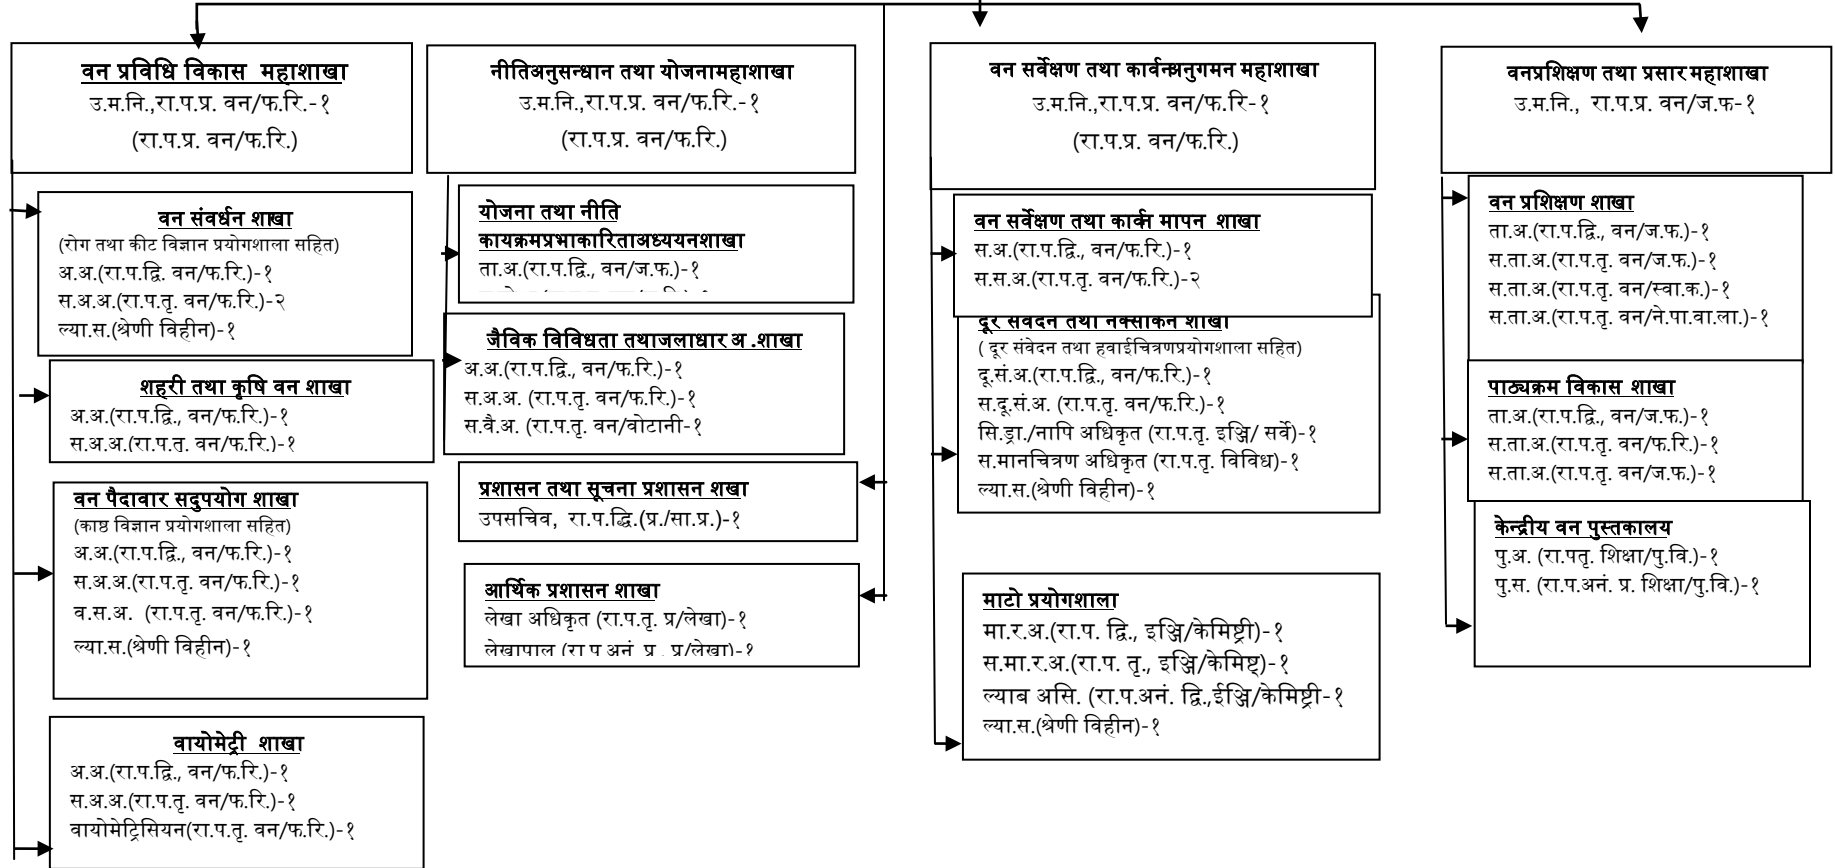 वन प्रविधि विकास महाशाखा
उ.म.नि.,रा.प.प्र. वन/फ.रि.-१
(रा.प.प्र. वन/फ.रि.)
वन संवर्धन शाखा
(रोग तथा कीट विज्ञान प्रयोगशाला सहित)
अ.अ.(रा.प.द्वि. वन/फ.रि.)-१
स.अ.अ.(रा.प.तृ. वन/फ.रि.)-२
ल्या.स.(श्रेणी विहीन)-१
शहरी तथा कृषि वन शाखा
अ.अ.(रा.प.द्वि., वन/फ.रि.)-१
स.अ.अ.(रा.प.तृ. वन/फ.रि.)-१
वन पैदावार सदुपयोग शाखा
(काष्ठ विज्ञान प्रयोगशाला सहित)
अ.अ.(रा.प.द्वि., वन/फ.रि.)-१
स.अ.अ.(रा.प.तृ. वन/फ.रि.)-१
व.स.अ. (रा.प.तृ. वन/फ.रि.)-१
ल्या.स.(श्रेणी विहीन)-१
वायोमेट्री शाखा
अ.अ.(रा.प.द्वि., वन/फ.रि.)-१
स.अ.अ.(रा.प.तृ. वन/फ.रि.)-१
वायोमेट्रिसियन(रा.प.तृ. वन/फ.रि.)-१
नीतिअनुसन्धान तथा योजनामहाशाखा
उ.म.नि.,रा.प.प्र. वन/फ.रि.-१
(रा.प.प्र. वन/फ.रि.)
योजना तथा नीति
कायक्रमप्रभाकारिताअध्ययनशाखा
ता.अ.(रा.प.द्वि., वन/ज.फ.)-१
जैविक विविधता तथाजलाधार अ .शाखा
अ.अ.(रा.प.द्वि., वन/फ.रि.)-१
स.अ.अ. (रा.प.तृ. वन/फ.रि.)-१
स.वै.अ. (रा.प.तृ. वन/वोटानी-१
प्रशासन तथा सूचना प्रशासन शखा
उपसचिव, रा.प.द्धि.(प्र./सा.प्र.)-१
आर्थिक प्रशासन शाखा
लेखा अधिकृत (रा.प.तृ. प्र/लेखा)-१
लेखापाल (रा.प.अनं. प्र . प्र/लेखा)-१
वन सर्वेक्षण तथा कार्वनअनुगमन महाशाखा
उ.म.नि.,रा.प.प्र. वन/फ.रि-१
(रा.प.प्र. वन/फ.रि.)
वन सर्वेक्षण तथा कार्वन मापन शाखा
स.अ.(रा.प.द्वि., वन/फ.रि.)-१
स.स.अ.(रा.प.तृ. वन/फ.रि.)-२
दूर संवेदन तथा नक्सांकन शाखा
( दूर संवेदन तथा हवाईचित्रणप्रयोगशाला सहित)
दू.सं.अ.(रा.प.द्वि., वन/फ.रि.)-१
स.दू.सं.अ. (रा.प.तृ. वन/फ.रि.)-१
सि.ड्रा./नापि अधिकृत (रा.प.तृ. इञ्जि/ सर्वे)-१
स.मानचित्रण अधिकृत (रा.प.तृ. विविध)-१
ल्या.स.(श्रेणी विहीन)-१
माटो प्रयोगशाला
मा.र.अ.(रा.प. द्वि., इञ्जि/केमिष्ट्री)-१
स.मा.र.अ.(रा.प. तृ., इञ्जि/केमिष्ट्)-१
ल्याब असि. (रा.प.अनं. द्वि.,ईञ्जि/केमिष्ट्री-१
ल्या.स.(श्रेणी विहीन)-१
वनप्रशिक्षण तथा प्रसार महाशाखा
उ.म.नि., रा.प.प्र. वन/ज.फ-१
वन प्रशिक्षण शाखा
ता.अ.(रा.प.द्वि., वन/ज.फ.)-१
स.ता.अ.(रा.प.तृ. वन/ज.फ.)-१
स.ता.अ.(रा.प.तृ. वन/स्वा.क.)-१
स.ता.अ.(रा.प.तृ. वन/ने.पा.वा.ला.)-१
पाठ्यक्रम विकास शाखा
ता.अ.(रा.प.द्वि., वन/ज.फ.)-१
स.ता.अ.(रा.प.तृ. वन/फ.रि.)-१
स.ता.अ.(रा.प.तृ. वन/ज.फ.)-१
केन्द्रीय वन पुस्तकालय
पु.अ. (रा.पतृ. शिक्षा/पु.वि.)-१
पु.स. (रा.प.अनं. प्र. शिक्षा/पु.वि.)-१